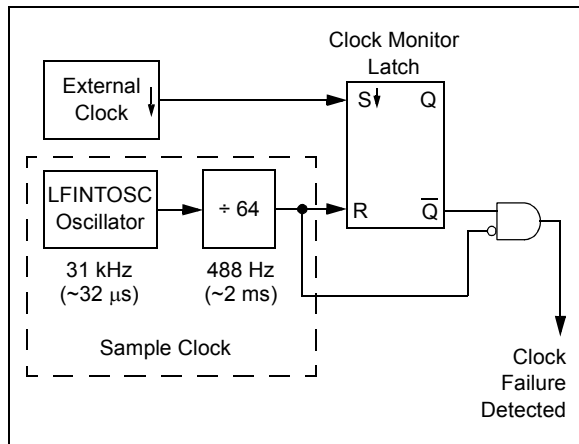 Clock Monitor
Latch
External
Clock
S
Q
LFINTOSC
Oscillator
÷ 64
R
Q̅
31 kHz
(~32 μs)
488 Hz
(~2 ms)
Sample Clock
Clock
Failure
Detected